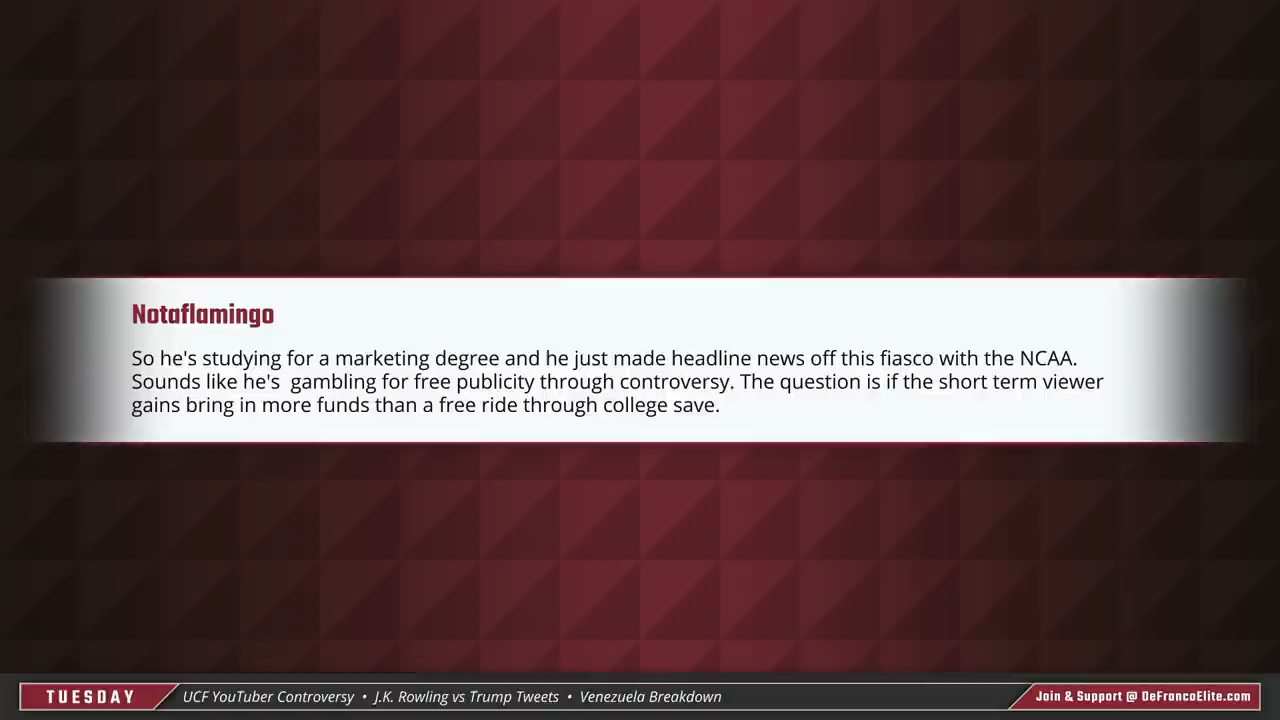 Notaflamingo
So he's studying for a marketing degree and he just made headline news off this fiasco with the NCAA.
Sounds like he's  gambling for free publicity through controversy. The question is if the short term viewer
gains bring in more funds than a free ride through college save.
TUESDAY UCF YouTuber Controversy • J.K. Rowling vs Trump Tweets • Venezuela Breakdown Join & Support @ DeFrancoElite.com